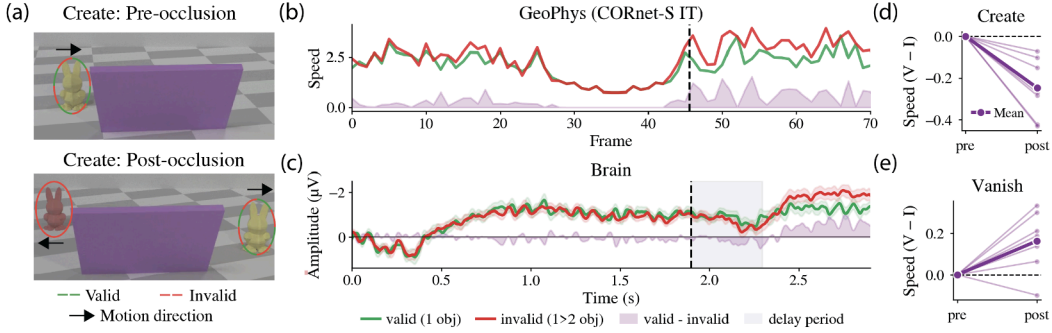 (a)
Create: Pre-occlusion
Create: Post-occlusion
Valid
Invalid
Motion direction
(b)
GeoPhys (CORnet-S IT)
Speed
2.5
0.0
0 10 20 30 40 50 60 70
Frame
(c)
Brain
Amplitude (μV)
−2
0
0.0 0.5 1.0 1.5 2.0 2.5
Time (s)
valid (1 obj) invalid (1>2 obj) valid - invalid delay period
(d)
Create
Speed (V − I)
0.0
−0.2
−0.4
Mean
pre post
(e)
Vanish
Speed (V − I)
0.2
0.0
pre post